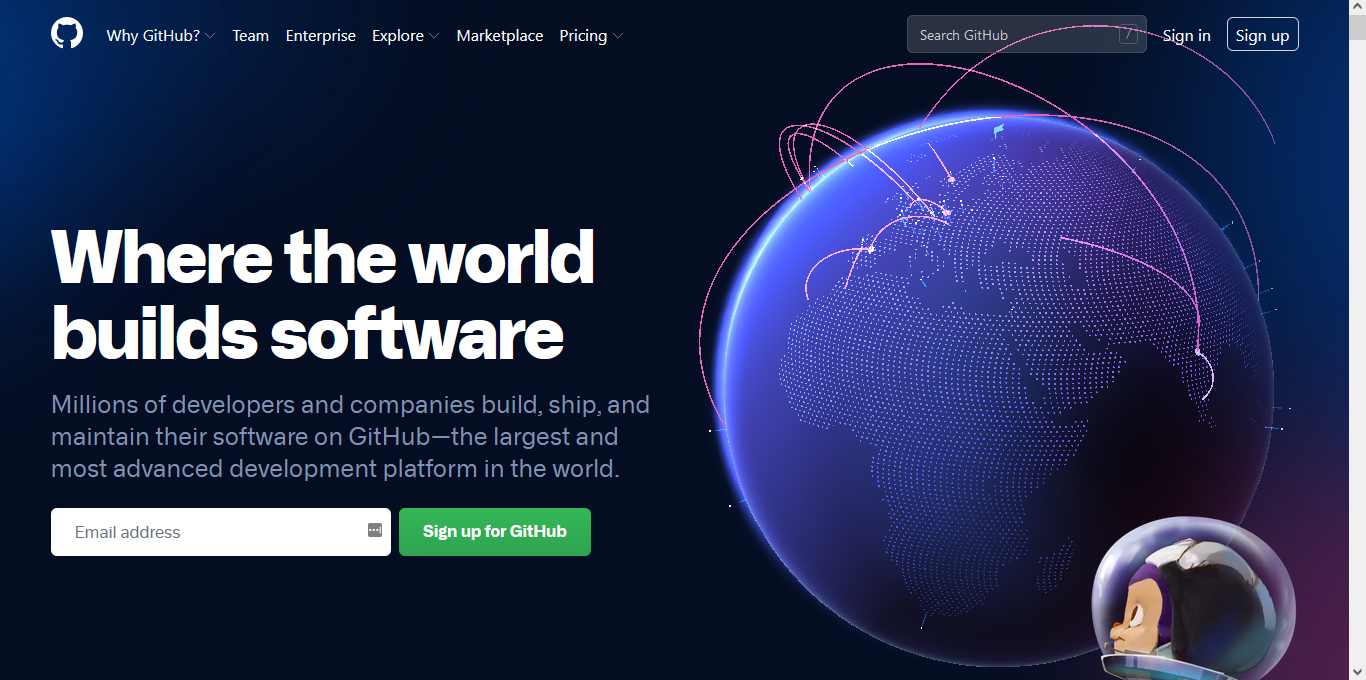 Why GitHub?
Team
Enterprise
Explore
Marketplace
Pricing
Search GitHub
/
Sign in
Sign up
Where the world
builds software
Millions of developers and companies build, ship, and
maintain their software on GitHub—the largest and
most advanced development platform in the world.
Email address
Sign up for GitHub